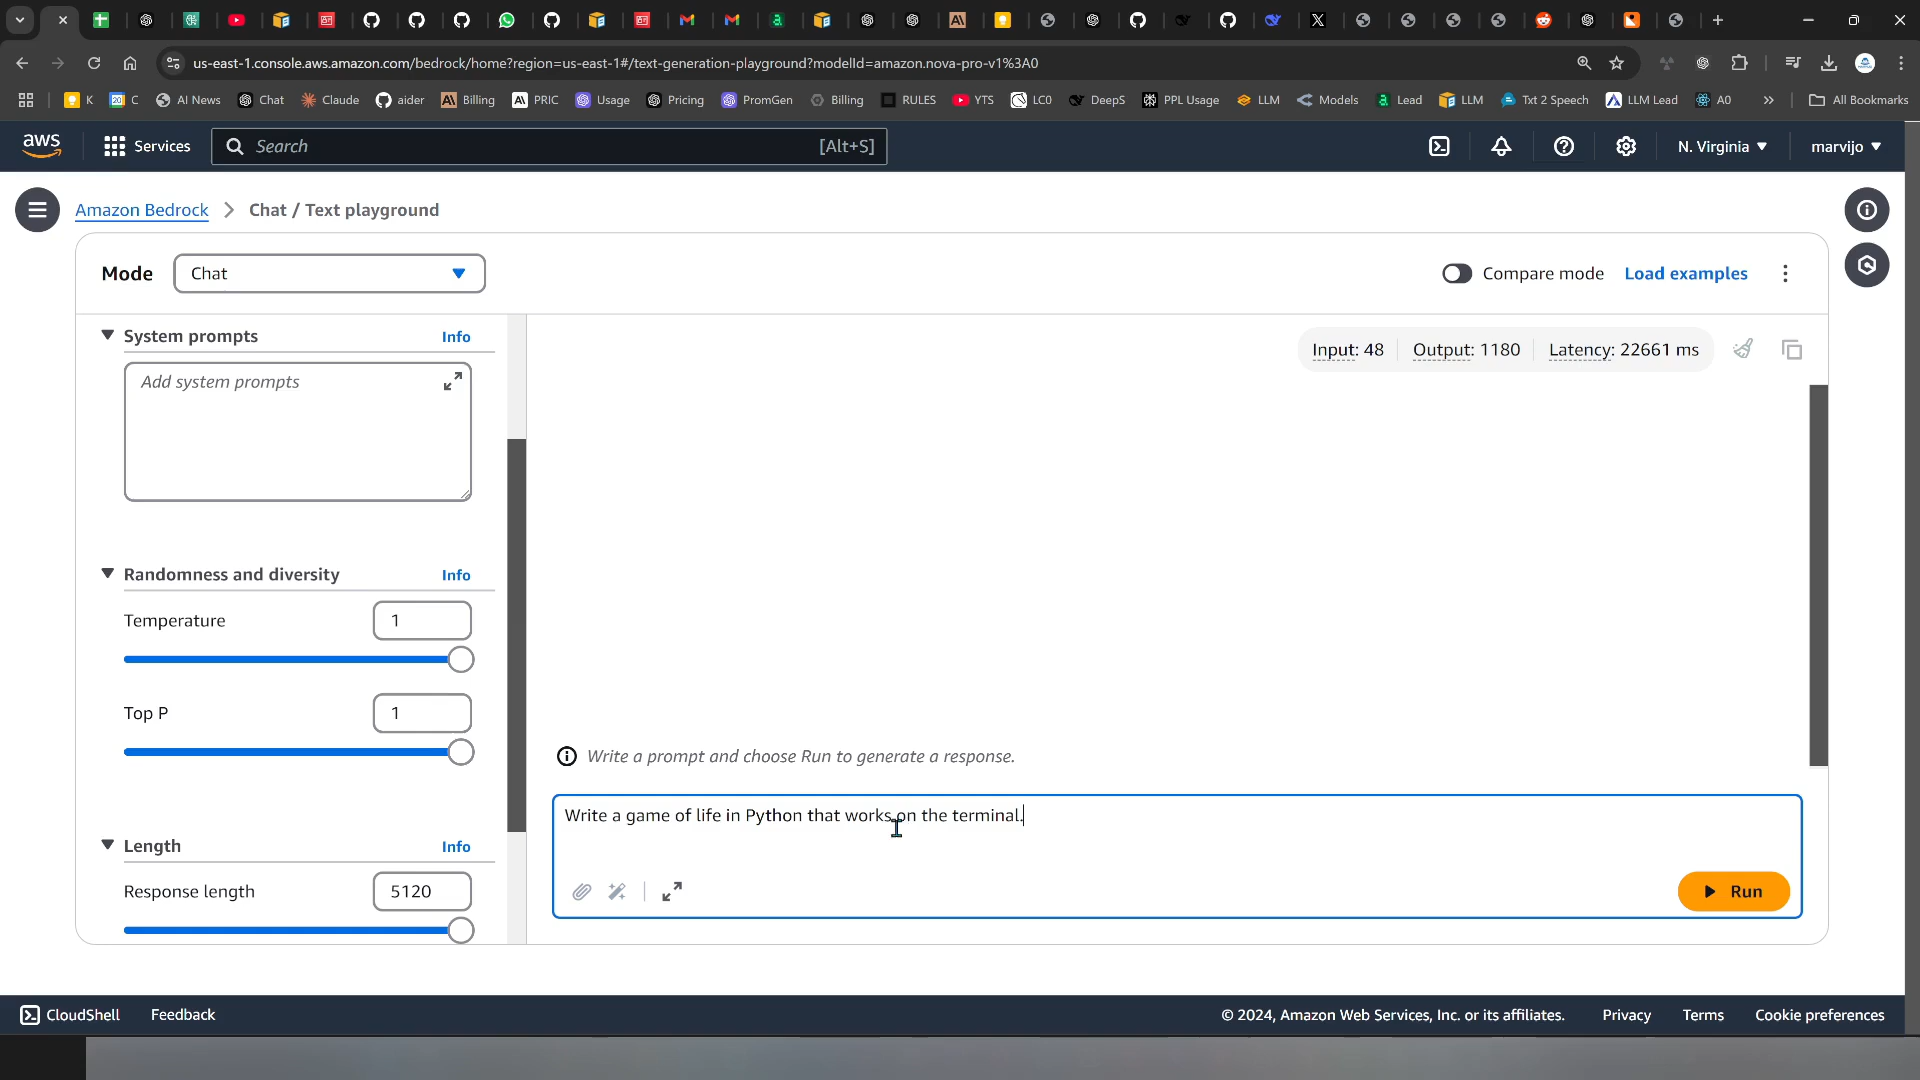 us-east-1.console.aws.amazon.com/bedrock/home?region=us-east-1#/text-generation-playground?modelId=amazon.nova-pro-v1%3A0
K
C
AI News
Chat
Claude
aider
Billing
PRIC
Usage
Pricing
PromGen
Billing
RULES
YTS
LC0
DeepS
PPL Usage
LLM
Models
Lead
LLM
Txt 2 Speech
LLM Lead
A0
All Bookmarks
aws
Services
Search
[Alt+S]
N. Virginia
marvijo
Amazon Bedrock
Chat / Text playground
Mode
Chat
Compare mode
Load examples
System prompts
Info
Add system prompts
Input: 48
Output: 1180
Latency: 22661 ms
Randomness and diversity
Info
Temperature
1
Top P
1
Write a prompt and choose Run to generate a response.
Write a game of life in Python that works on the terminal.
Length
Info
Response length
5120
Run
CloudShell
Feedback
© 2024, Amazon Web Services, Inc. or its affiliates.
Privacy
Terms
Cookie preferences